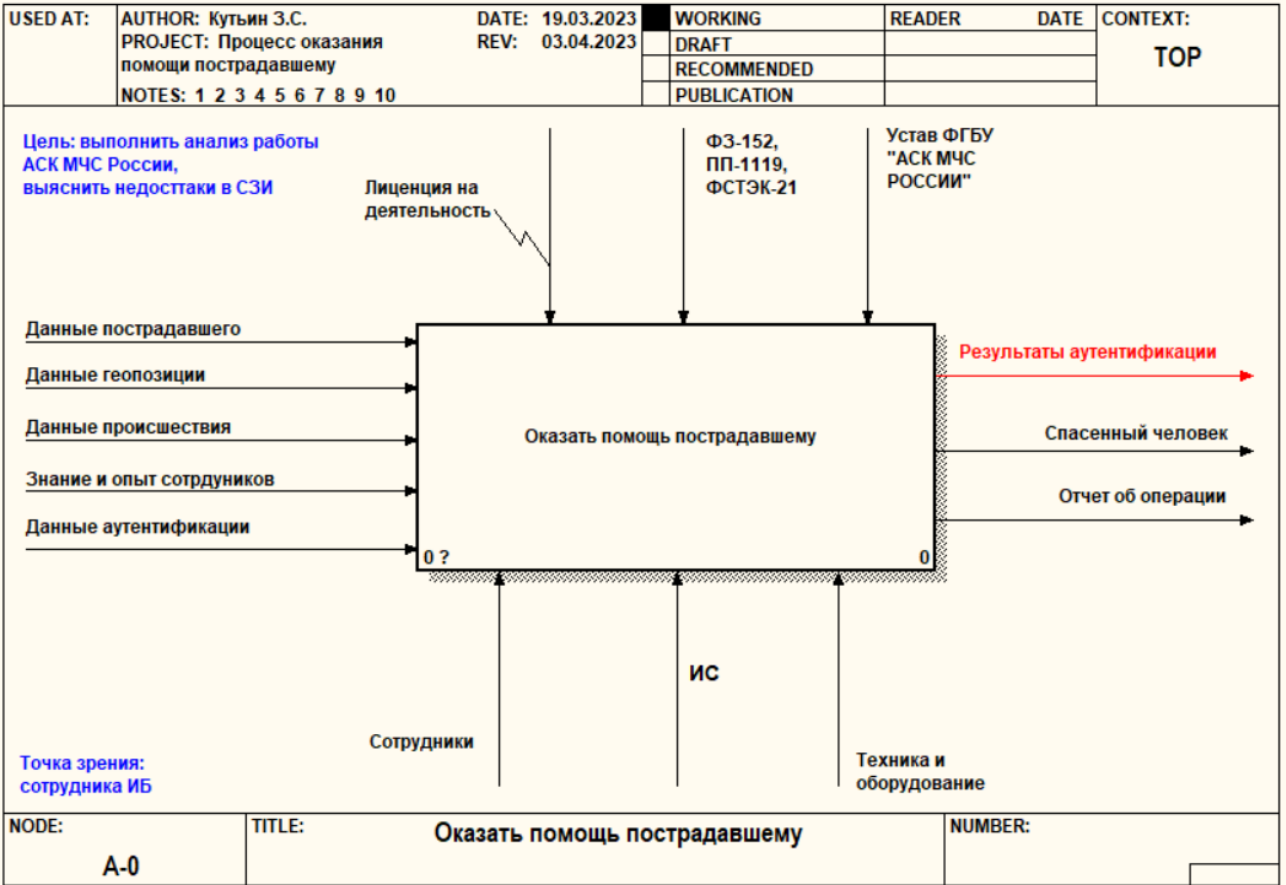 USED AT:
AUTHOR: Кутьин З.С.
DATE: 19.03.2023
PROJECT: Процесс оказания
помощи пострадавшему
REV: 03.04.2023
NOTES: 1 2 3 4 5 6 7 8 9 10
WORKING
DRAFT
RECOMMENDED
PUBLICATION
READER DATE
CONTEXT:
TOP
Цель: выполнить анализ работы
АСК МЧС России,
выяснить недосттаки в СЗИ
Лиценция на
деятельность
ФЗ-152,
ПП-1119,
ФСТЭК-21
Устав ФГБУ
"АСК МЧС
РОССИИ"
Данные пострадавшего
Данные геопозиции
Данные происшествия
Знание и опыт сотрдуников
Данные аутентификации
Оказать помощь пострадавшему
0 ?
0
Результаты аутентификации
Спасенный человек
Отчет об операции
Сотрудники
ИС
Техника и
оборудование
Точка зрения:
сотрудника ИБ
NODE:
A-0
TITLE:
Оказать помощь пострадавшему
NUMBER: